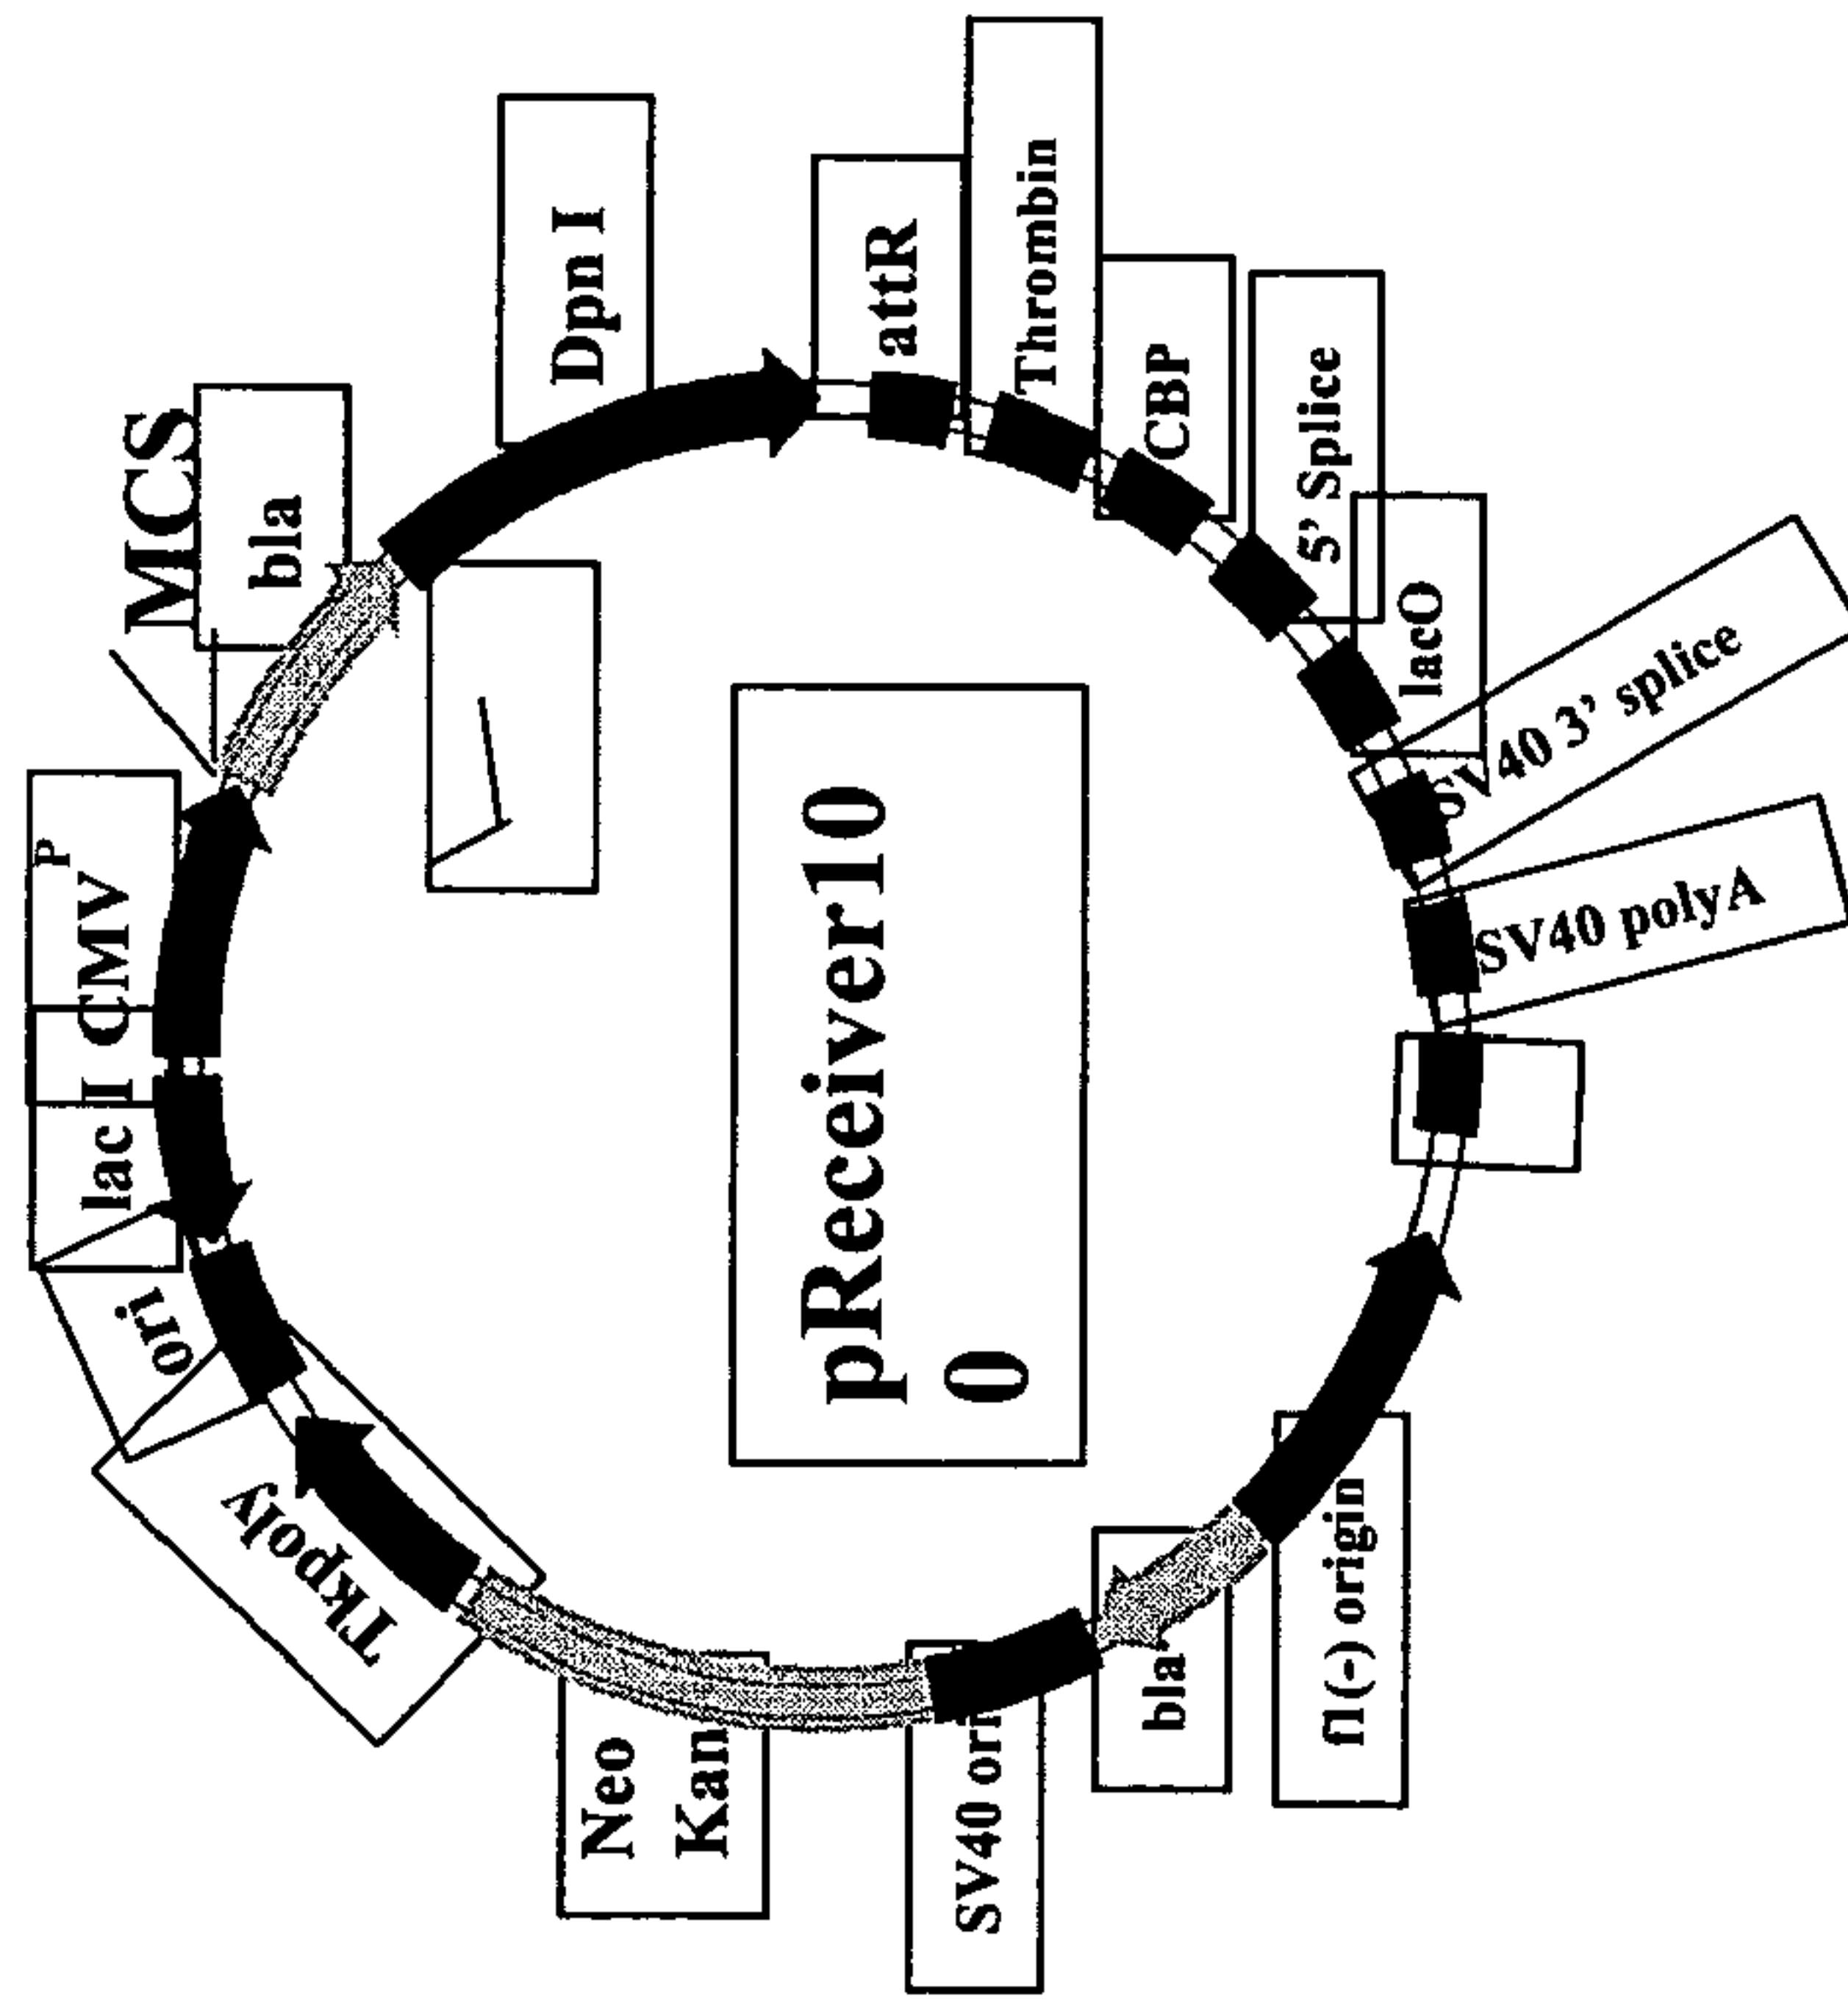 MCS
bla
Dpn I
attR
Thrombin
CBP
5' Splice
lacO
SV40 3' splice
SV40 polyA
f1(-) origin
bla
SV40 ori
Neo
Kan
TKpoly
ori
lac I
CMV
P
pReceiver10
0